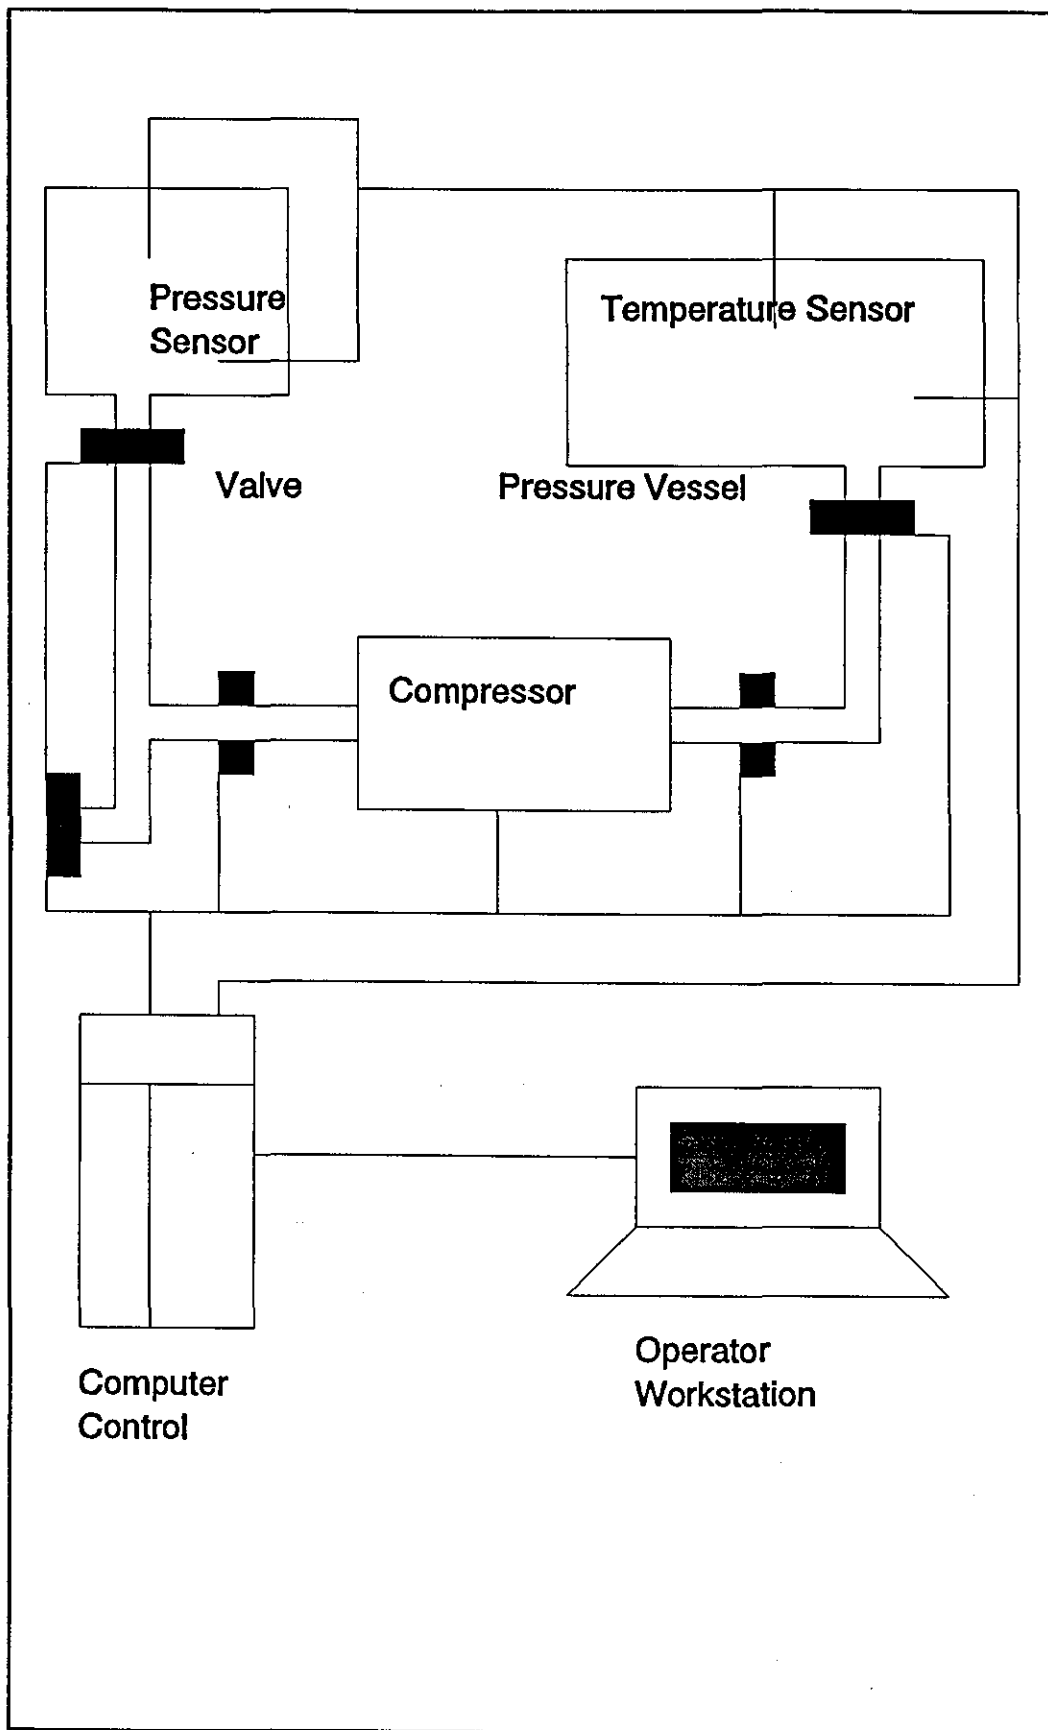 Pressure
Sensor
Temperature Sensor
Valve
Pressure Vessel
Compressor
Operator
Workstation
Computer
Control